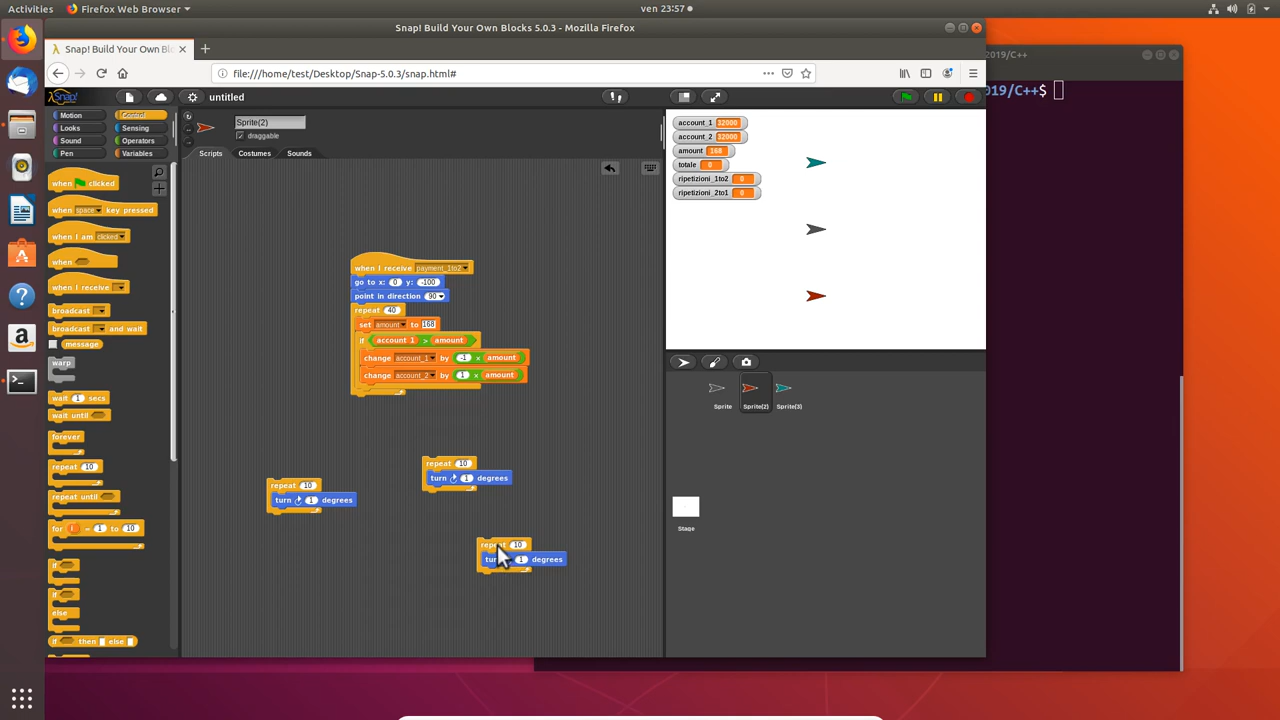 Activities
Firefox Web Browser
ven 23:57
Snap! Build Your Own Blocks 5.0.3 - Mozilla Firefox
Snap! Build Your Own Bloc
file:///home/test/Desktop/Snap-5.0.3/snap.html#
019/C++$
Snap!
untitled
Motion
Control
Looks
Sensing
Sound
Operators
Pen
Variables
when clicked
when space key pressed
when I am clicked
when
when I receive
broadcast
broadcast and wait
message
warp
wait 1 secs
wait until
forever
repeat 10
repeat until
for i = 1 to 10
if
if
else
if then else
Sprite(2)
draggable
Scripts
Costumes
Sounds
when I receive payment_1to2
go to x: 0 y: -100
point in direction 90
repeat 40
set amount to 168
if account 1 > amount
change account_1 by -1 × amount
change account_2 by 1 × amount
repeat 10
turn 1 degrees
repeat 10
turn 1 degrees
repeat 10
turn 1 degrees
account_1 32000
account_2 32000
amount 168
totale 0
ripetizioni_1to2 0
ripetizioni_2to1 0
Sprite
Sprite(2)
Sprite(3)
Stage